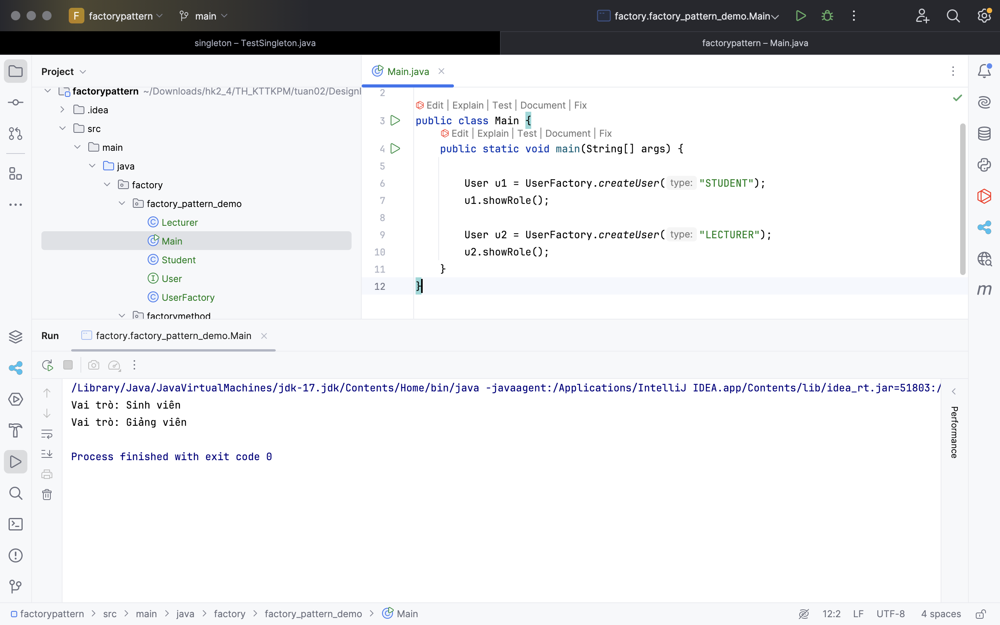 F factorypattern main factory.factory_pattern_demo.Main
singleton – TestSingleton.java factorypattern – Main.java
Project
factorypattern ~/Downloads/hk2_4/TH_KTTKPM/tuan02/Design
.idea
src
main
java
factory
factory_pattern_demo
Lecturer
Main
Student
User
UserFactory
factorymethod
Main.java
2
Edit | Explain | Test | Document | Fix
3 public class Main {
Edit | Explain | Test | Document | Fix
4 public static void main(String[] args) {
5
6 User u1 = UserFactory.createUser( type: "STUDENT");
7 u1.showRole();
8
9 User u2 = UserFactory.createUser( type: "LECTURER");
10 u2.showRole();
11 }
12 }
Run factory.factory_pattern_demo.Main
/Library/Java/JavaVirtualMachines/jdk-17.jdk/Contents/Home/bin/java -javaagent:/Applications/IntelliJ IDEA.app/Contents/lib/idea_rt.jar=51803:/
Vai trò: Sinh viên
Vai trò: Giảng viên
Process finished with exit code 0
Performance
factorypattern > src > main > java > factory > factory_pattern_demo > Main 12:2 LF UTF-8 4 spaces